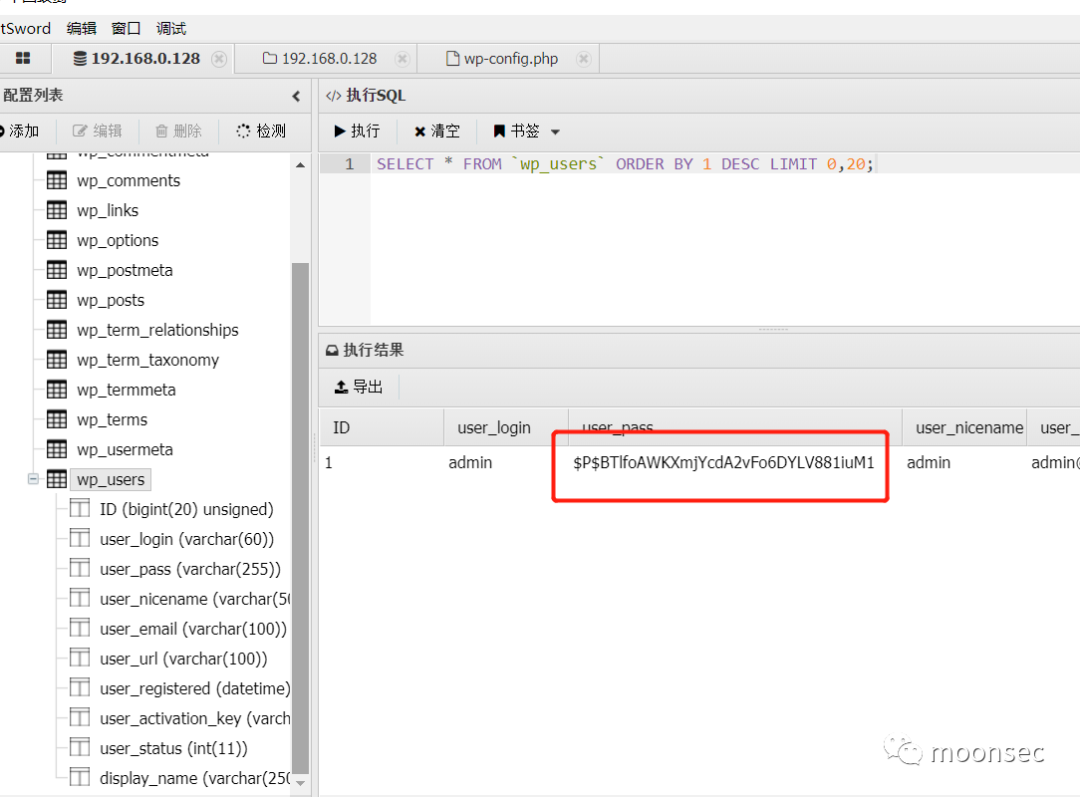 tSword 编辑 窗口 调试
192.168.0.128 192.168.0.128 wp-config.php
配置列表
添加 编辑 删除 检测
wp_commentmeta
wp_comments
wp_links
wp_options
wp_postmeta
wp_posts
wp_term_relationships
wp_term_taxonomy
wp_termmeta
wp_terms
wp_usermeta
wp_users
ID (bigint(20) unsigned)
user_login (varchar(60))
user_pass (varchar(255))
user_nicename (varchar(50
user_email (varchar(100))
user_url (varchar(100))
user_registered (datetime)
user_activation_key (varch
user_status (int(11))
display_name (varchar(250
</> 执行SQL
执行 清空 书签
1 SELECT * FROM `wp_users` ORDER BY 1 DESC LIMIT 0,20;
执行结果
导出
ID user_login user_pass user_nicename user_
1 admin $P$BTlfoAWKXmjYcdA2vFo6DYLV881iuM1 admin admin@
moonsec